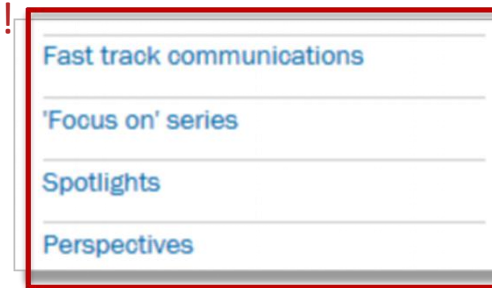 !
Fast track communications
'Focus on' series
Spotlights
Perspectives